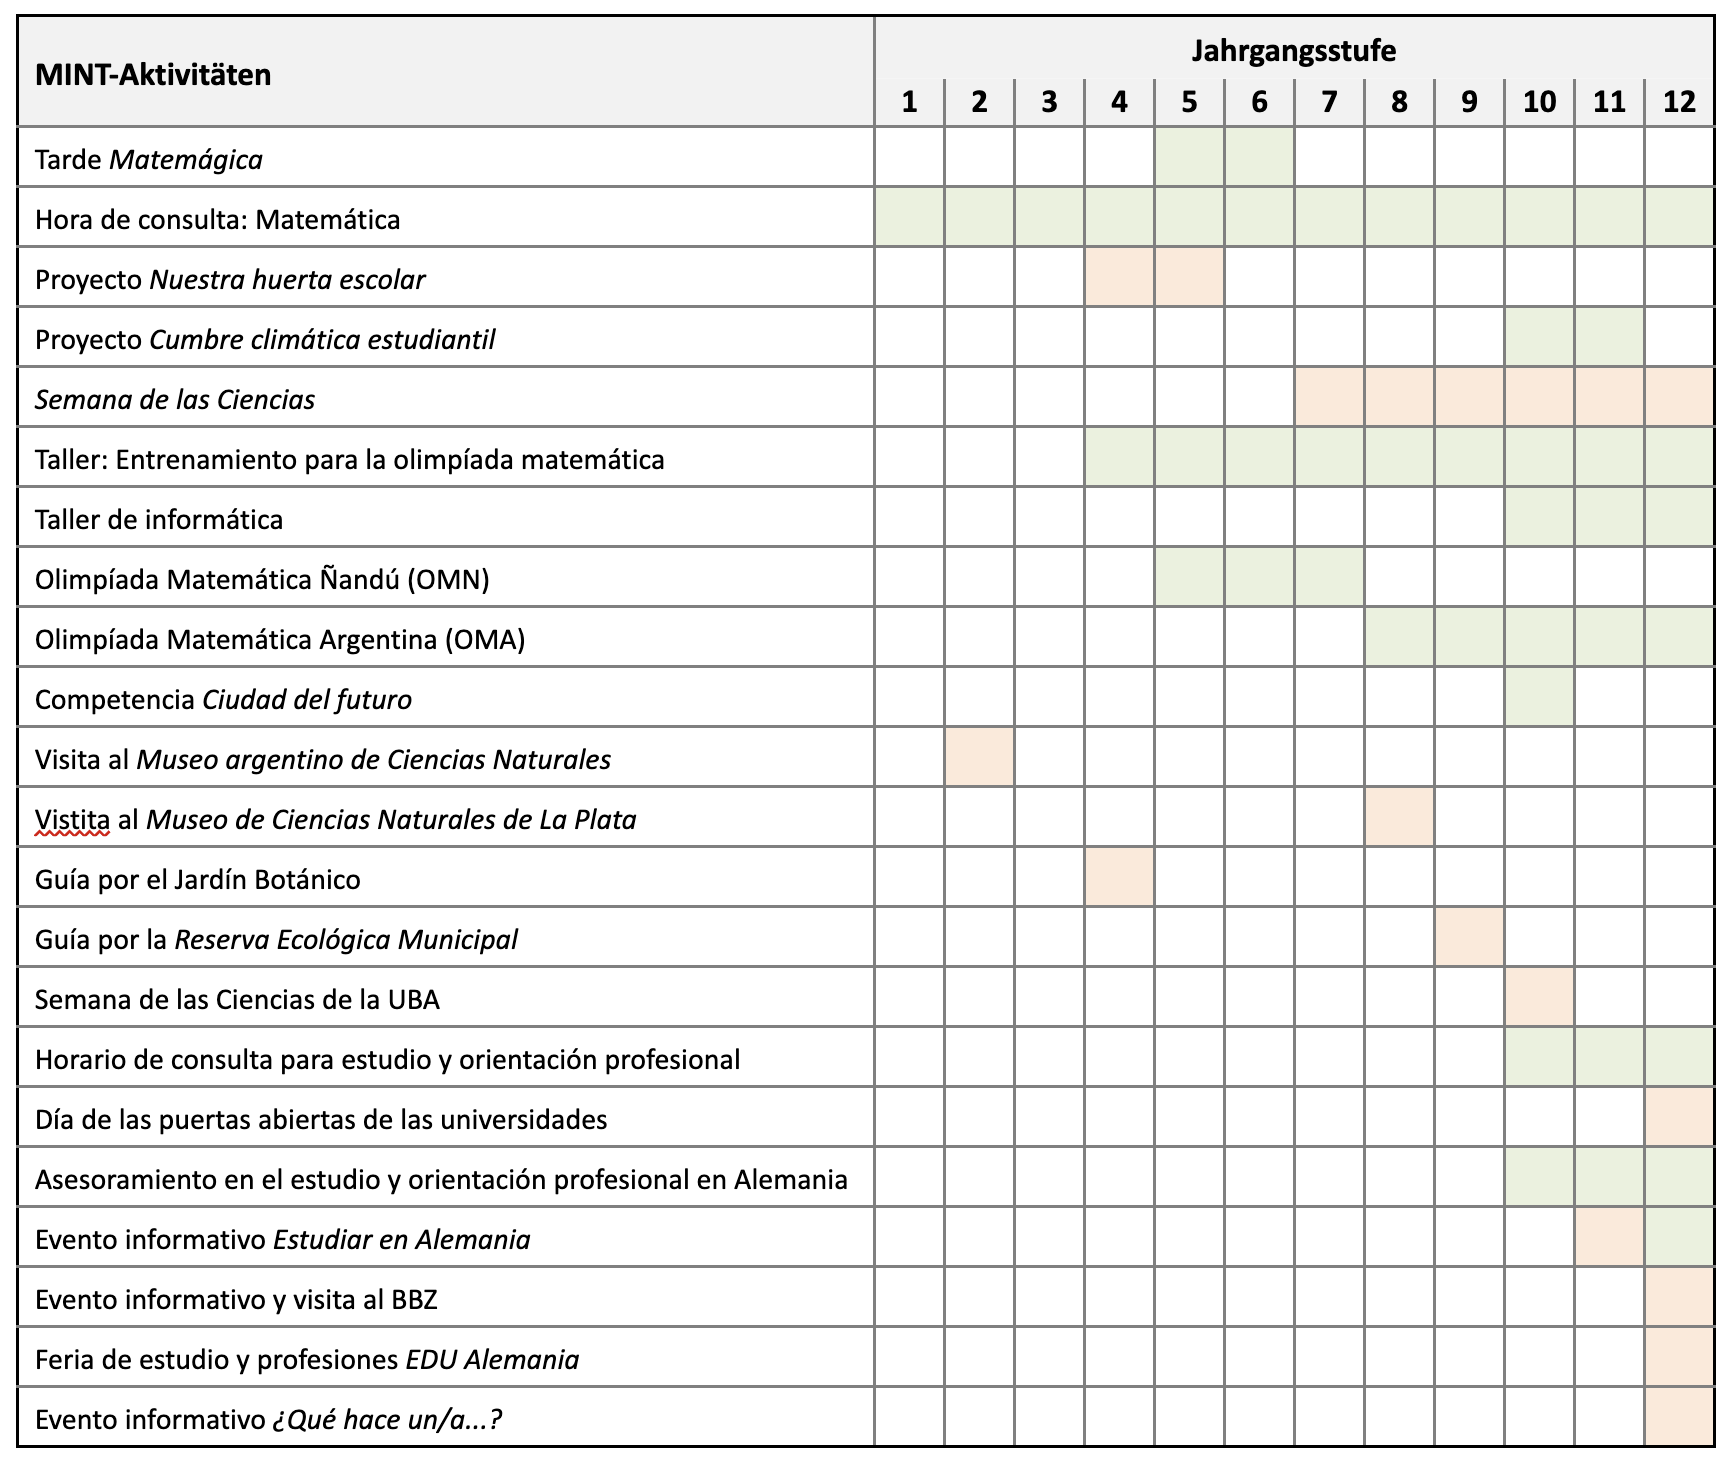 MINT-Aktivitäten
Jahrgangsstufe
1 2 3 4 5 6 7 8 9 10 11 12
Tarde Matemágica
Hora de consulta: Matemática
Proyecto Nuestra huerta escolar
Proyecto Cumbre climática estudiantil
Semana de las Ciencias
Taller: Entrenamiento para la olimpíada matemática
Taller de informática
Olimpíada Matemática Ñandú (OMN)
Olimpíada Matemática Argentina (OMA)
Competencia Ciudad del futuro
Visita al Museo argentino de Ciencias Naturales
Vistita al Museo de Ciencias Naturales de La Plata
Guía por el Jardín Botánico
Guía por la Reserva Ecológica Municipal
Semana de las Ciencias de la UBA
Horario de consulta para estudio y orientación profesional
Día de las puertas abiertas de las universidades
Asesoramiento en el estudio y orientación profesional en Alemania
Evento informativo Estudiar en Alemania
Evento informativo y visita al BBZ
Feria de estudio y profesiones EDU Alemania
Evento informativo ¿Qué hace un/a...?